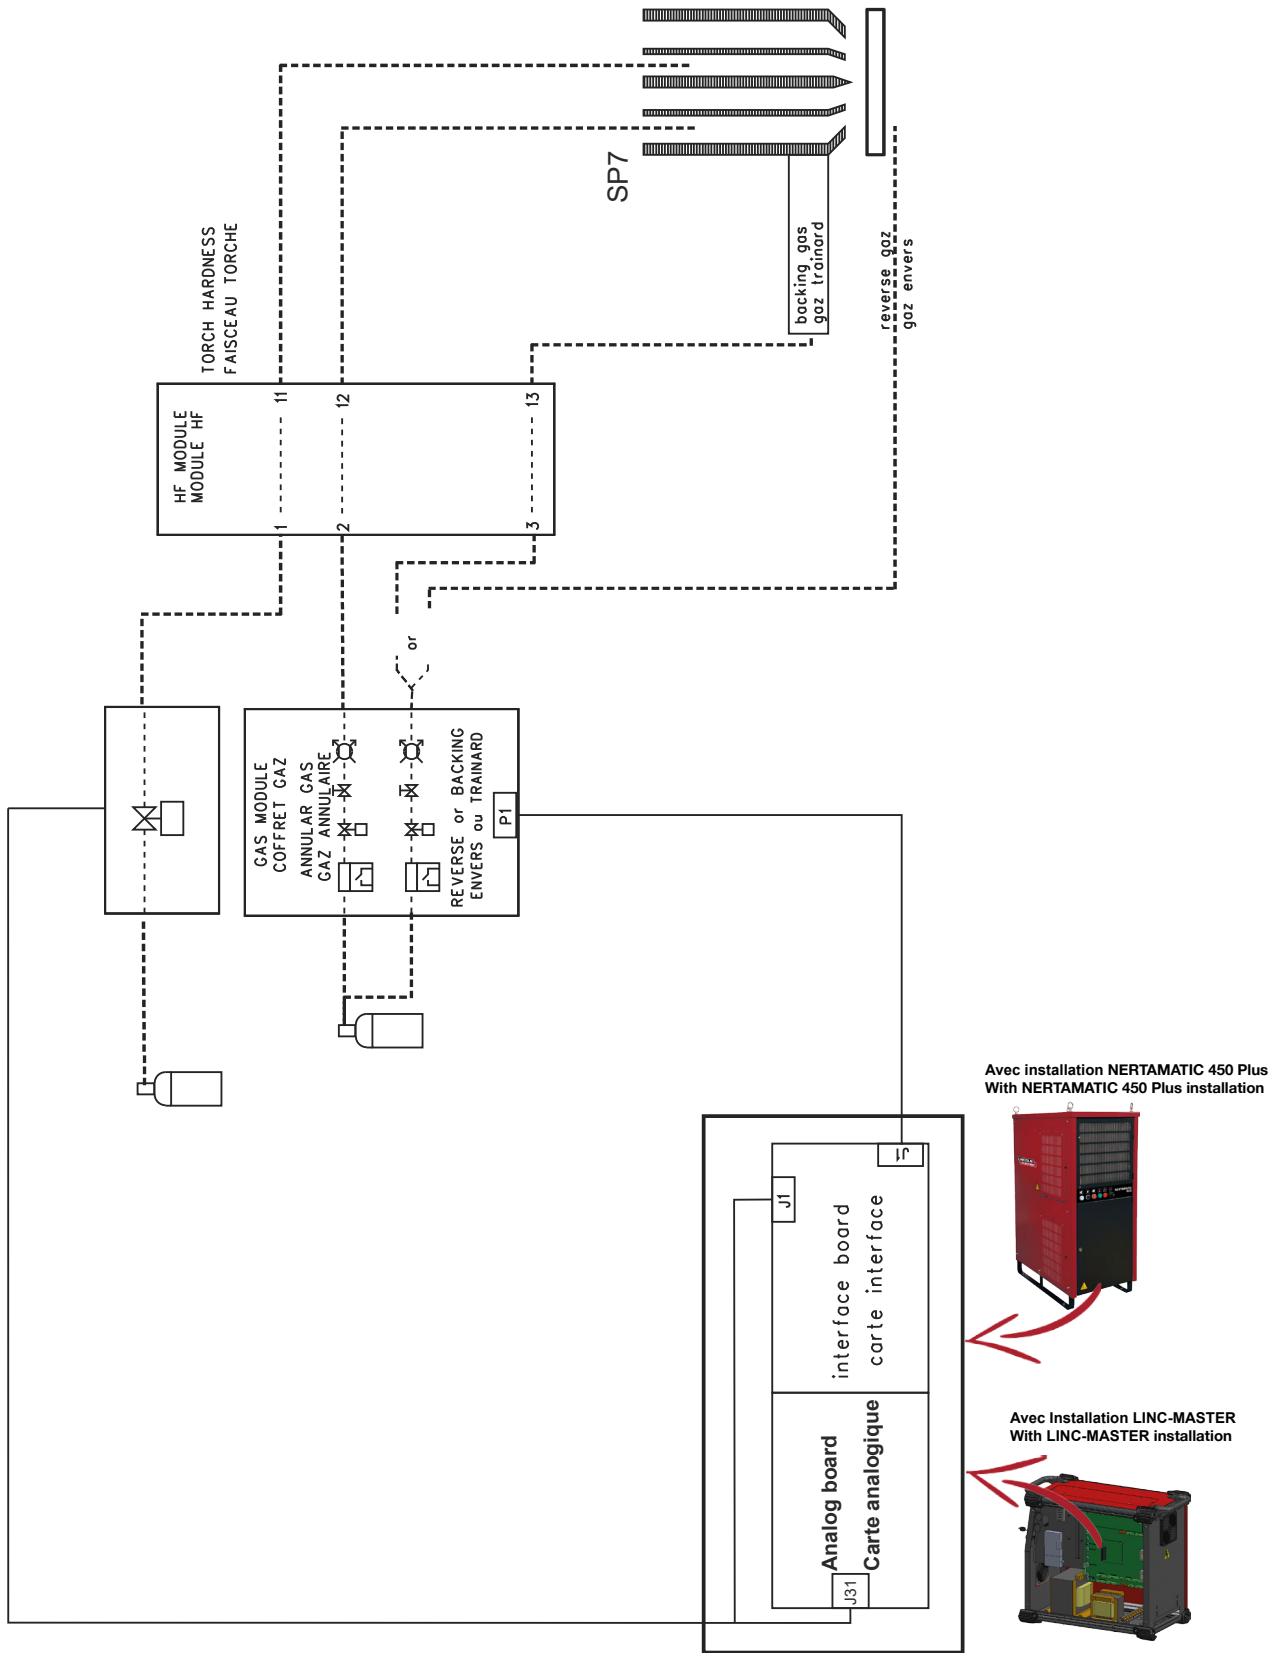 SP7
TORCH HARDNESS
FAISCEAU TORCHE
backing gas
gaz trainard
reverse gaz
gaz envers
HF MODULE
MODULE HF
11
12
13
1
2
3
or
GAS MODULE
COFFRET GAZ
ANNULAR GAS
GAZ ANNULAIRE
REVERSE or BACKING
ENVERS ou TRAINARD
P1
Avec installation NERTAMATIC 450 Plus
With NERTAMATIC 450 Plus installation
J1
J1
interface board
carte interface
Avec Installation LINC-MASTER
With LINC-MASTER installation
Analog board
Carte analogique
J31